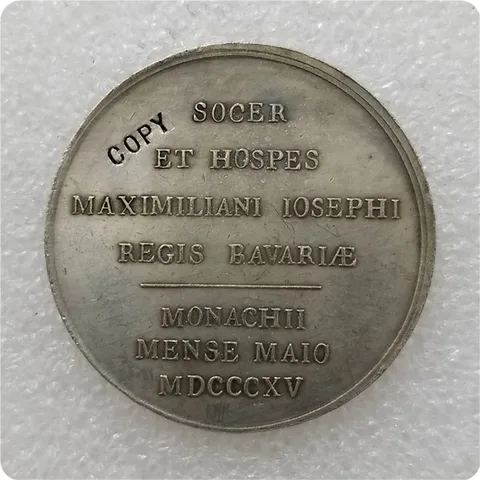 COPY
SOCER
ET HOSPES
MAXIMILIANI IOSEPHI
REGIS BAVARIÆ
MONACHII
MENSE MAIO
MDCCCXV